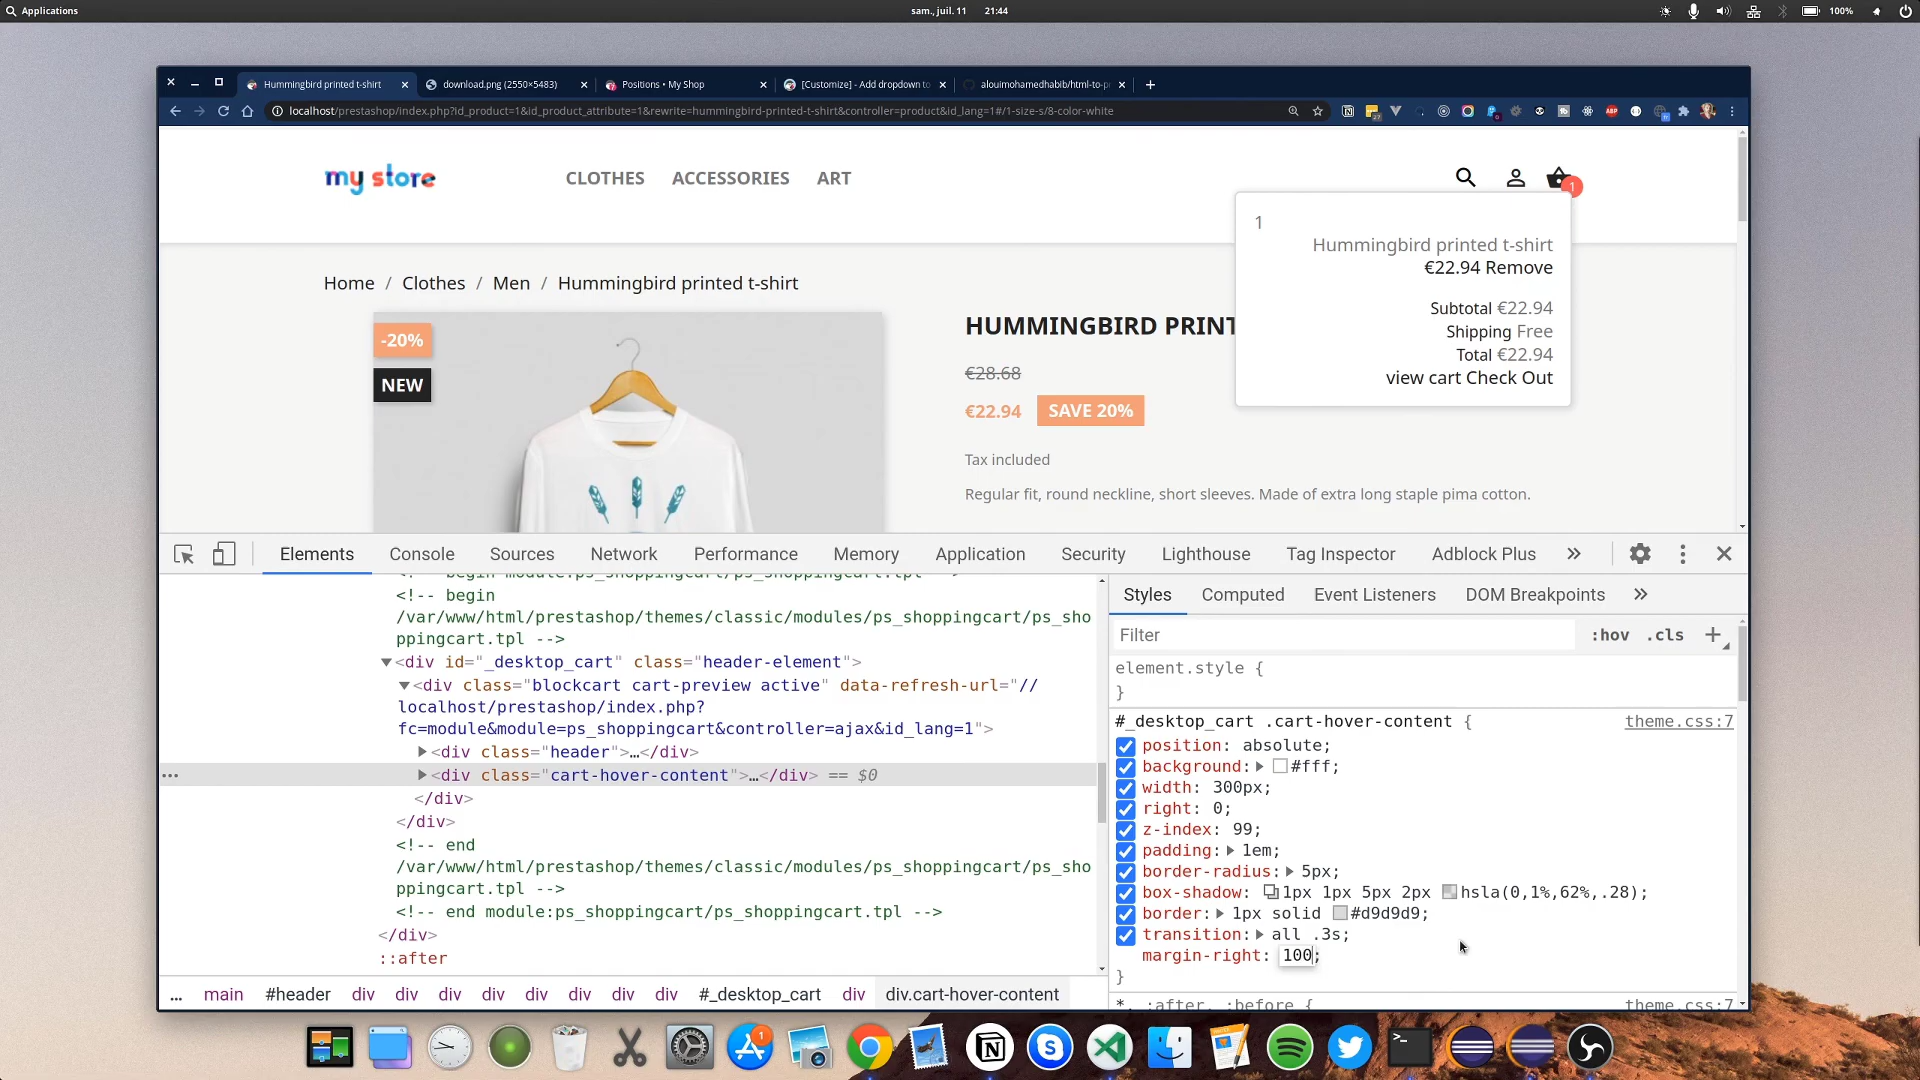 Applications
sam., juil. 11 21:44
100%
Hummingbird printed t-shirt
download.png (2550×5483)
Positions • My Shop
[Customize] - Add dropdown to
alouimohamedhabib/html-to-pr
localhost/prestashop/index.php?id_product=1&id_product_attribute=1&rewrite=hummingbird-printed-t-shirt&controller=product&id_lang=1#/1-size-s/8-color-white
my store
CLOTHES ACCESSORIES ART
1
1
Hummingbird printed t-shirt
€22.94 Remove
Subtotal €22.94
Shipping Free
Total €22.94
view cart Check Out
Home / Clothes / Men / Hummingbird printed t-shirt
-20%
NEW
HUMMINGBIRD PRINT
€28.68
€22.94 SAVE 20%
Tax included
Regular fit, round neckline, short sleeves. Made of extra long staple pima cotton.
Elements Console Sources Network Performance Memory Application Security Lighthouse Tag Inspector Adblock Plus »
<!-- begin module:ps_shoppingcart/ps_shoppingcart.tpl -->
<!-- begin
/var/www/html/prestashop/themes/classic/modules/ps_shoppingcart/ps_sho
ppingcart.tpl -->
<div id="_desktop_cart" class="header-element">
<div class="blockcart cart-preview active" data-refresh-url="//
localhost/prestashop/index.php?
fc=module&module=ps_shoppingcart&controller=ajax&id_lang=1">
<div class="header">…</div>
<div class="cart-hover-content">…</div> == $0
</div>
</div>
<!-- end
/var/www/html/prestashop/themes/classic/modules/ps_shoppingcart/ps_sho
ppingcart.tpl -->
<!-- end module:ps_shoppingcart/ps_shoppingcart.tpl -->
</div>
::after
... main #header div div div div div div div div #_desktop_cart div div.cart-hover-content
Styles Computed Event Listeners DOM Breakpoints »
Filter :hov .cls +
element.style {
}
#_desktop_cart .cart-hover-content { theme.css:7
position: absolute;
background: #fff;
width: 300px;
right: 0;
z-index: 99;
padding: 1em;
border-radius: 5px;
box-shadow: 1px 1px 5px 2px hsla(0,1%,62%,.28);
border: 1px solid #d9d9d9;
transition: all .3s;
margin-right: 100;
}
*, :after, :before { theme.css:7
1